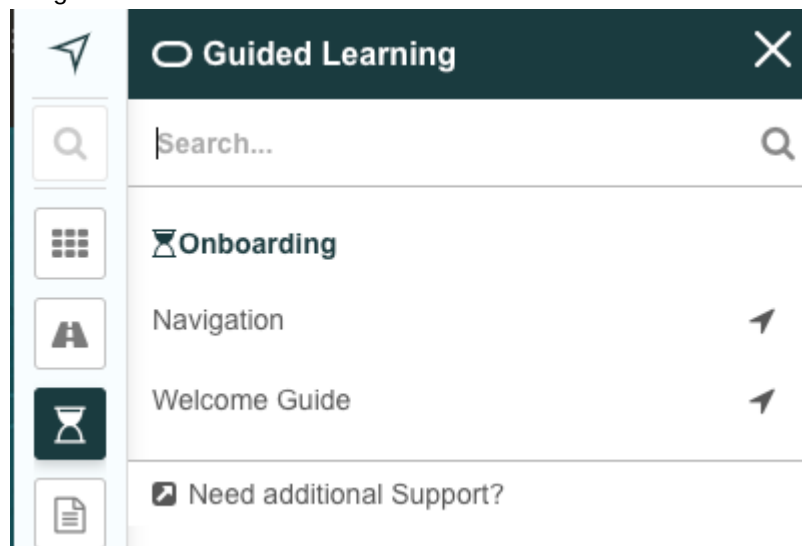 Guided Learning
Search...
Onboarding
Navigation
Welcome Guide
Need additional Support?